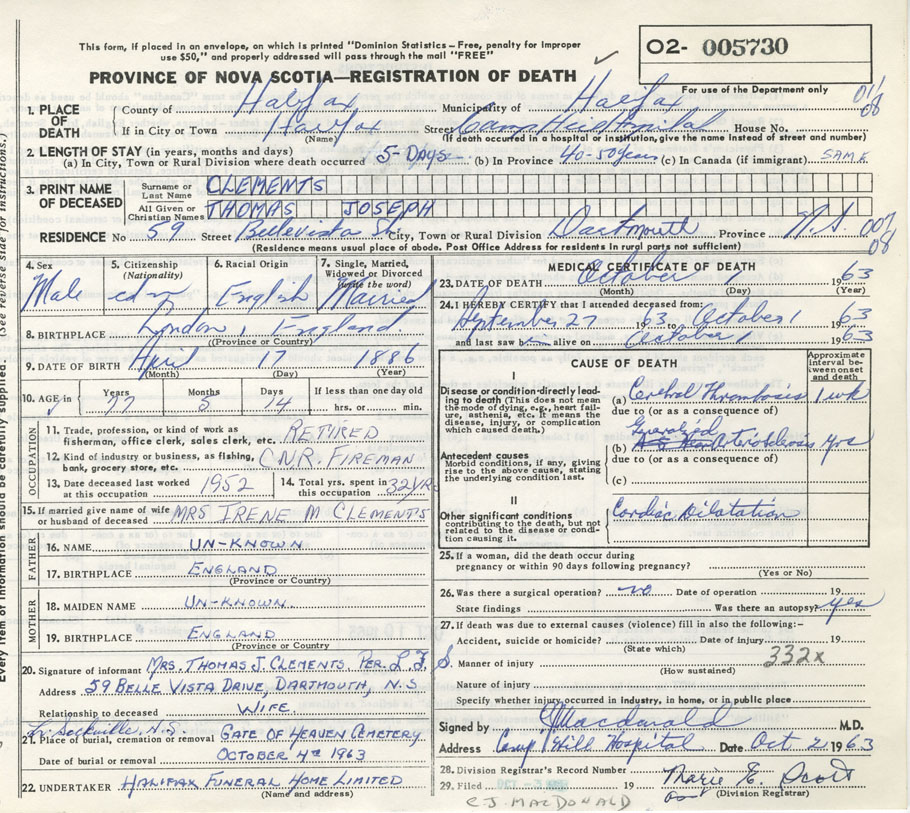 This form, if placed in an envelope, on which is printed "Dominion Statistics – Free, penalty for improper
use $50," and properly addressed will pass through the mail "FREE"
O2- 005730
PROVINCE OF NOVA SCOTIA—REGISTRATION OF DEATH
For use of the Department only
1. PLACE OF DEATH County of Halifax Municipality of Halifax
If in City or Town Halifax Street Camp Hill Hospital House No.
(Name) (If death occurred in a hospital or institution, give the name instead of street and number)
2. LENGTH OF STAY (in years, months and days)
(a) In City, Town or Rural Division where death occurred 5-Days (b) In Province 40-50 years (c) In Canada (if immigrant) SAME
3. PRINT NAME OF DECEASED Surname or Last Name CLEMENTS
All Given or Christian Names THOMAS JOSEPH
RESIDENCE No 59 Street Bellevista St. City, Town or Rural Division Dartmouth Province N.S.
(Residence means usual place of abode. Post Office Address for residents in rural parts not sufficient)
4. Sex Male
5. Citizenship (Nationality) cdn
6. Racial Origin English
7. Single, Married, Widowed or Divorced (write the word) Married
8. BIRTHPLACE London, England
(Province or Country)
9. DATE OF BIRTH April 17 1886
(Month) (Day) (Year)
10. AGE in Years 77 Months 5 Days 14 If less than one day old hrs. or min.
OCCUPATION
11. Trade, profession, or kind of work as fisherman, office clerk, sales clerk, etc. RETIRED
12. Kind of industry or business, as fishing, bank, grocery store, etc. C.N.R. FIREMAN
13. Date deceased last worked at this occupation 1952
14. Total yrs. spent in this occupation 32 YR
15. If married give name of wife or husband of deceased MRS IRENE M CLEMENTS
FATHER
16. NAME UN-KNOWN
17. BIRTHPLACE ENGLAND
(Province or Country)
MOTHER
18. MAIDEN NAME UN-KNOWN
19. BIRTHPLACE ENGLAND
(Province or Country)
20. Signature of informant MRS. THOMAS J. CLEMENTS PER. L.F.
Address 59 BELLE VISTA DRIVE, DARTMOUTH, N.S
Relationship to deceased WIFE
Lr. Sackville, N.S.
21. Place of burial, cremation or removal GATE OF HEAVEN CEMETERY
Date of burial or removal OCTOBER 4TH 1963
22. UNDERTAKER HALIFAX FUNERAL HOME LIMITED
(Name and address)
MEDICAL CERTIFICATE OF DEATH
23. DATE OF DEATH October 1 1963
(Month) (Day) (Year)
24. I HEREBY CERTIFY that I attended deceased from:
September 27 1963 to October 1 1963
and last saw him alive on October 1 1963
CAUSE OF DEATH
Approximate interval between onset and death
I
Disease or condition directly leading to death (This does not mean the mode of dying, e.g., heart failure, asthenia, etc. It means the disease, injury, or complication which caused death.)
(a) Cerebral Thrombosis 1 wk
due to (or as a consequence of)
Antecedent causes
Morbid conditions, if any, giving rise to the above cause, stating the underlying condition last.
Generalized
(b) Arteriosclerosis yrs
due to (or as a consequence of)
(c)
II
Other significant conditions contributing to the death, but not related to the disease or condition causing it.
Cardiac Dilatation
25. If a woman, did the death occur during pregnancy or within 90 days following pregnancy?
(Yes or No)
26. Was there a surgical operation? no Date of operation 19
State findings Was there an autopsy? yes
27. If death was due to external causes (violence) fill in also the following:–
Accident, suicide or homicide? Date of injury 19
(State which)
Manner of injury 332x
(How sustained)
Nature of injury
Specify whether injury occurred in industry, in home, or in public place
Signed by CJMacdonald M.D.
Address Camp Hill Hospital Date Oct 2 1963
28. Division Registrar's Record Number
29. Filed 19 Marie E. Scott
(Division Registrar)
C.J. MACDONALD
Every item of information should be carefully supplied. (See reverse side for instructions.)